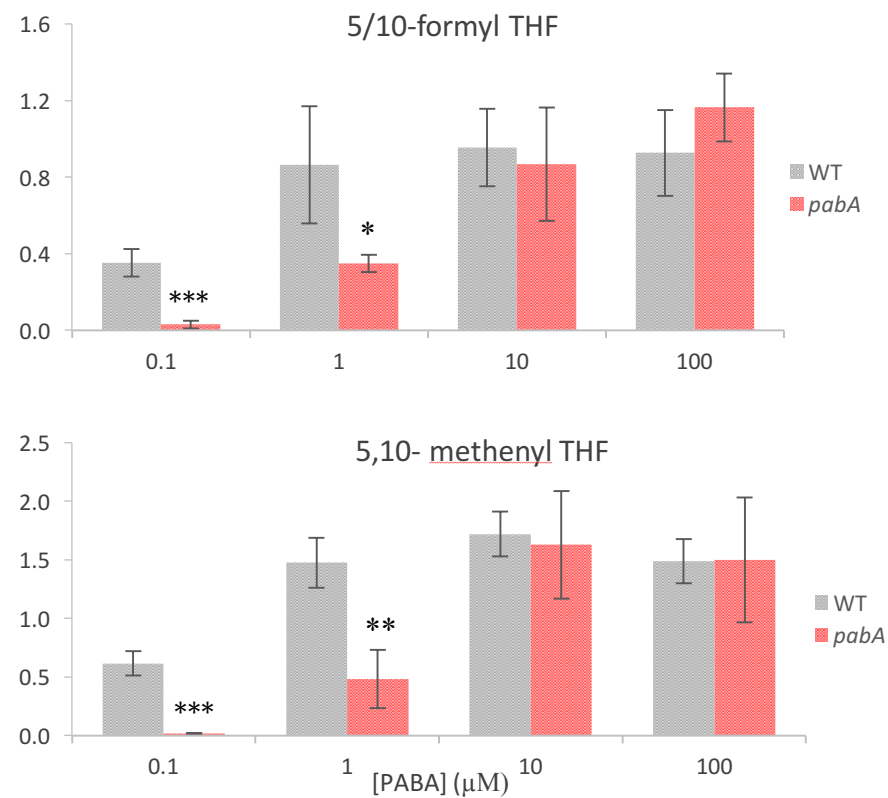 5/10-formyl THF
1.6
1.2
0.8
0.4
0.0
***
*
0.1 1 10 100
WT
pabA
5,10- methenyl THF
2.5
2.0
1.5
1.0
0.5
0.0
***
**
0.1 1 10 100
[PABA] (μM)
WT
pabA